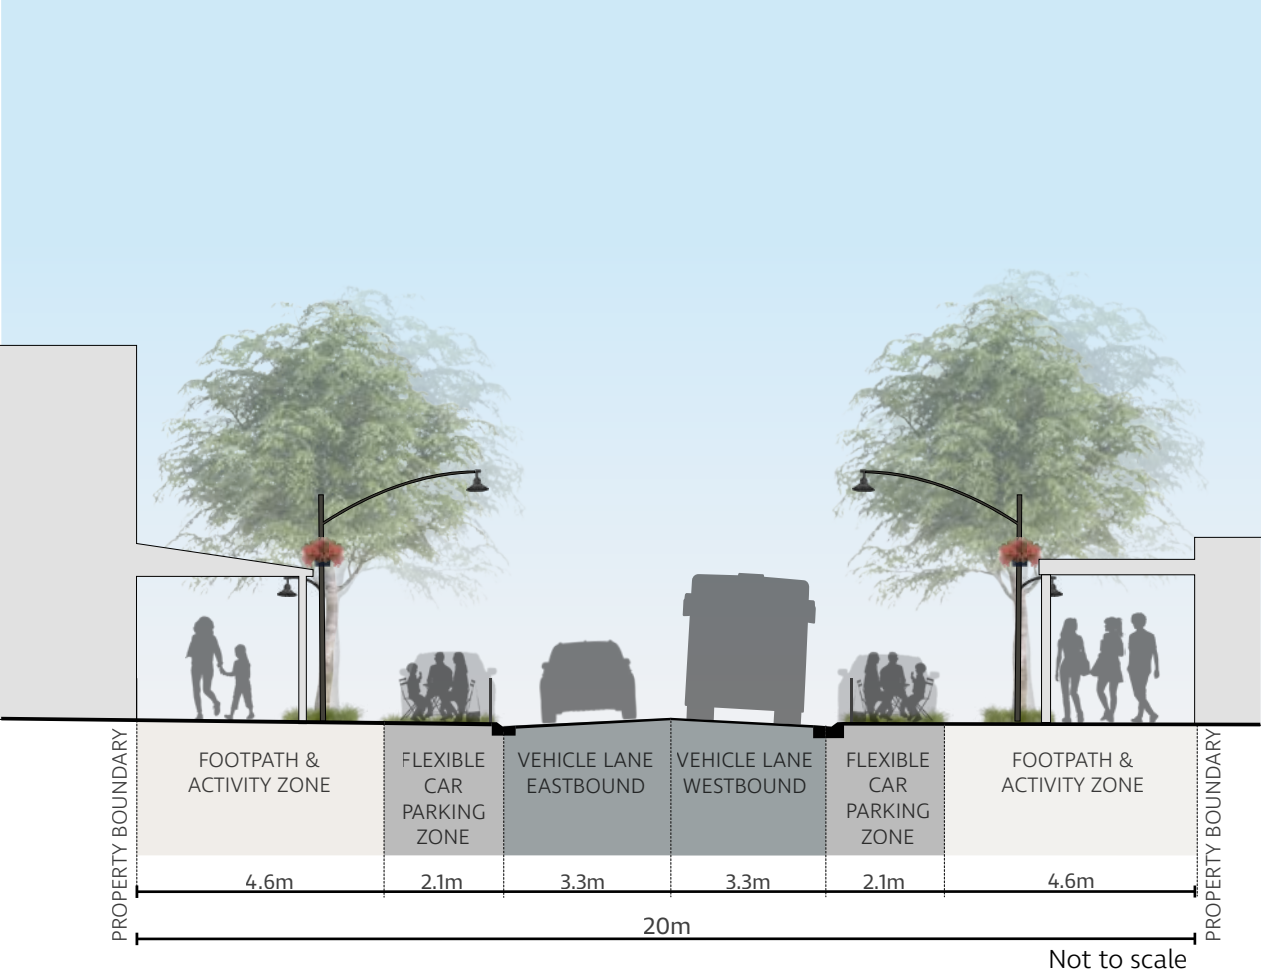 PROPERTY BOUNDARY
FOOTPATH &
ACTIVITY ZONE
FLEXIBLE
CAR
PARKING
ZONE
VEHICLE LANE
EASTBOUND
VEHICLE LANE
WESTBOUND
FLEXIBLE
CAR
PARKING
ZONE
FOOTPATH &
ACTIVITY ZONE
PROPERTY BOUNDARY
4.6m
2.1m
3.3m
3.3m
2.1m
4.6m
20m
Not to scale